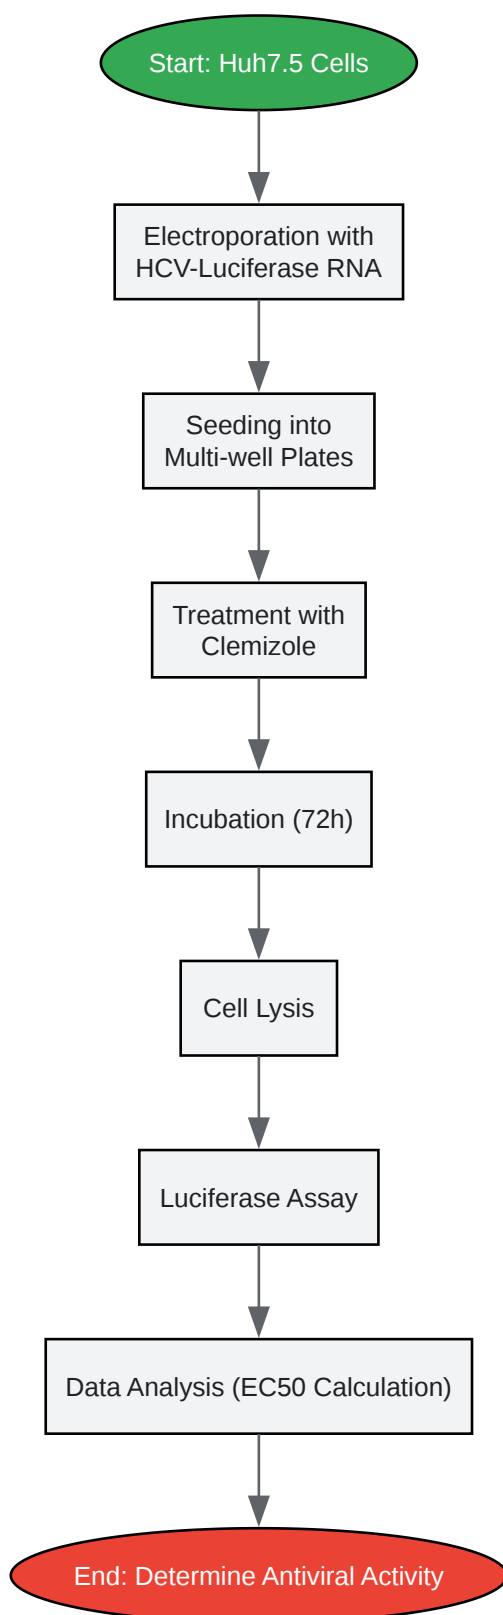 Start: Huh7.5 Cells
Electroporation with
HCV-Luciferase RNA
Seeding into
Multi-well Plates
Treatment with
Clemizole
Incubation (72h)
Cell Lysis
Luciferase Assay
Data Analysis (EC50 Calculation)
End: Determine Antiviral Activity